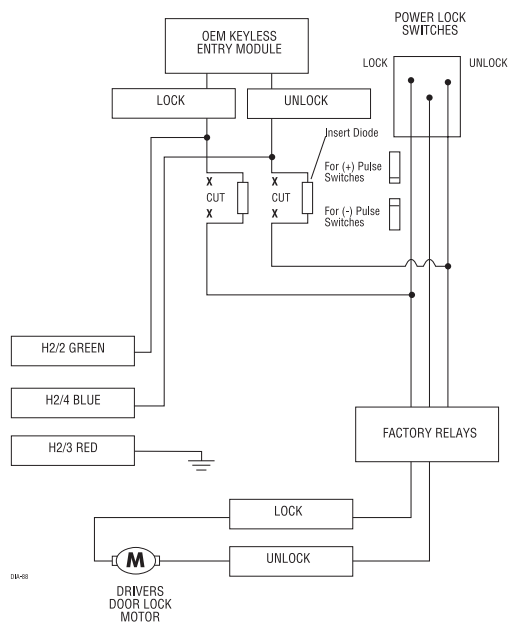 POWER LOCK
SWITCHES
OEM KEYLESS
ENTRY MODULE
LOCK
UNLOCK
LOCK
UNLOCK
Insert Diode
For (+) Pulse
Switches
X
CUT
X
X
CUT
X
For (-) Pulse
Switches
H2/2 GREEN
H2/4 BLUE
H2/3 RED
FACTORY RELAYS
LOCK
UNLOCK
M
DIA-88
DRIVERS
DOOR LOCK
MOTOR